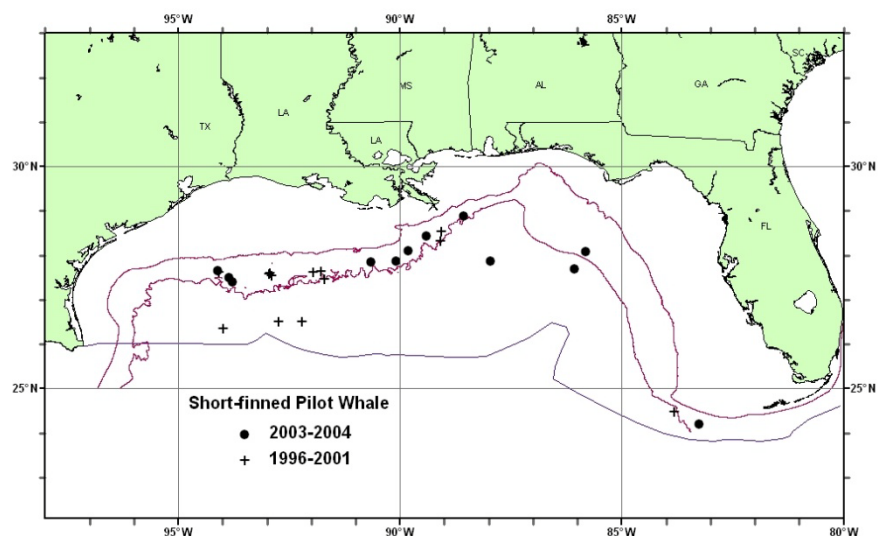 95°W 90°W 85°W
SC
MS AL GA
LA
TX
LA
30°N 30°N
FL
25°N 25°N
Short-finned Pilot Whale
2003-2004
1996-2001
95°W 90°W 85°W 80°W